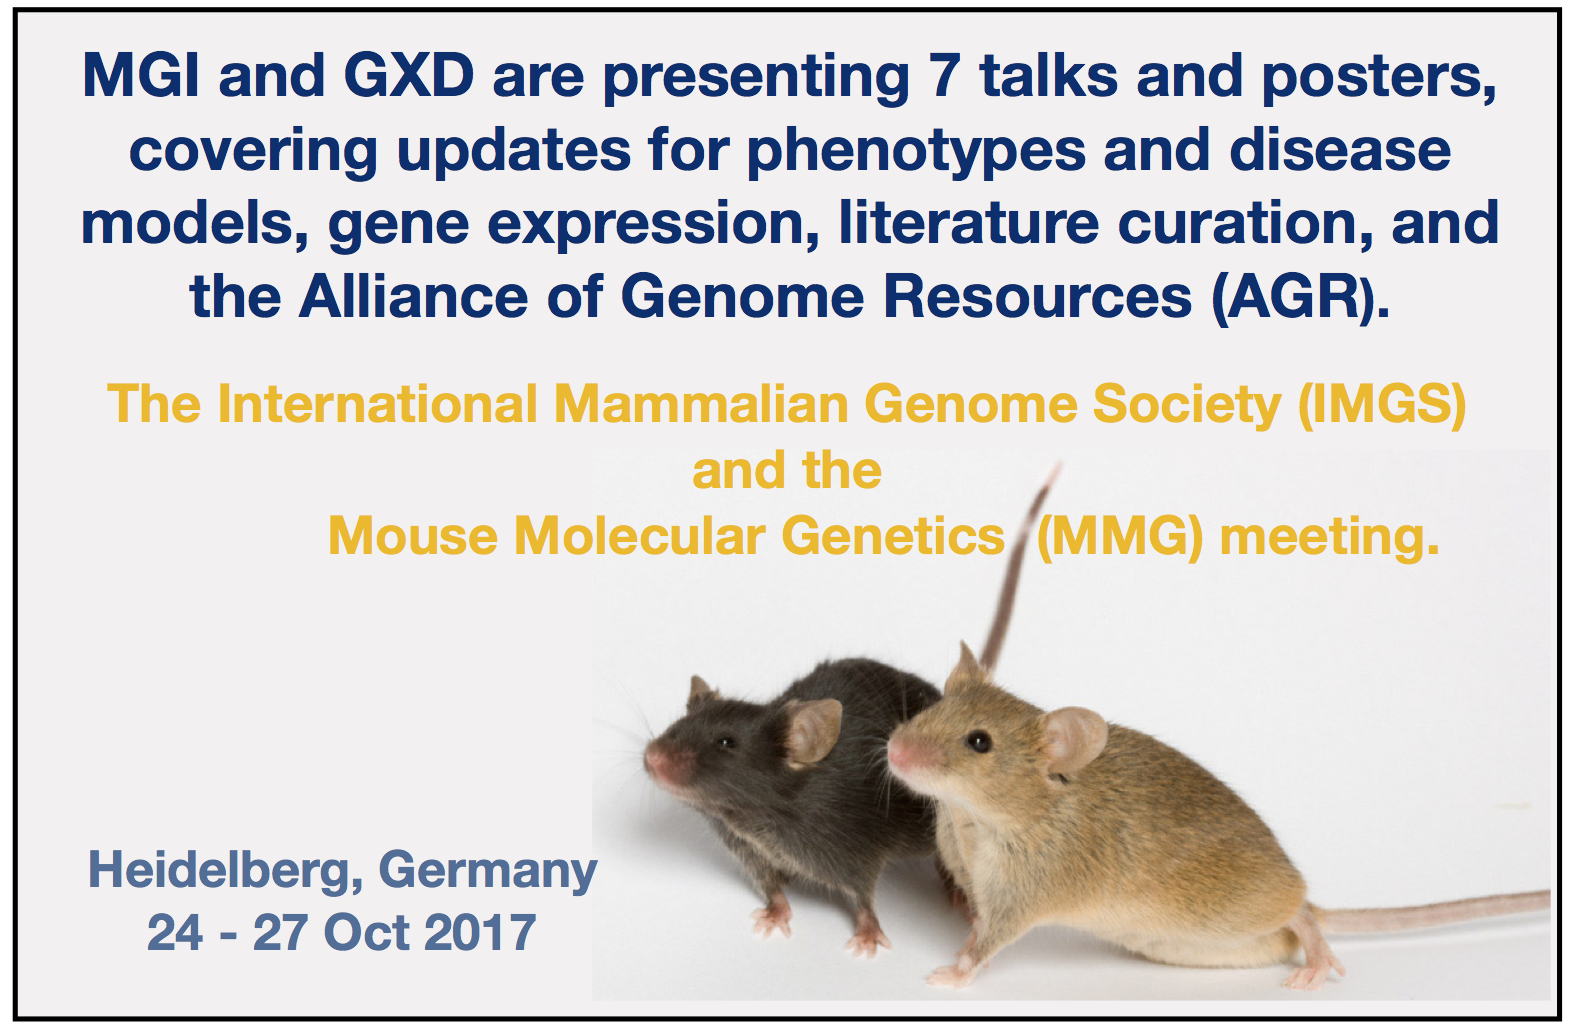 MGI and GXD are presenting 7 talks and posters,
covering updates for phenotypes and disease
models, gene expression, literature curation, and
the Alliance of Genome Resources (AGR).
The International Mammalian Genome Society (IMGS)
and the
Mouse Molecular Genetics (MMG) meeting.
Heidelberg, Germany
24 - 27 Oct 2017